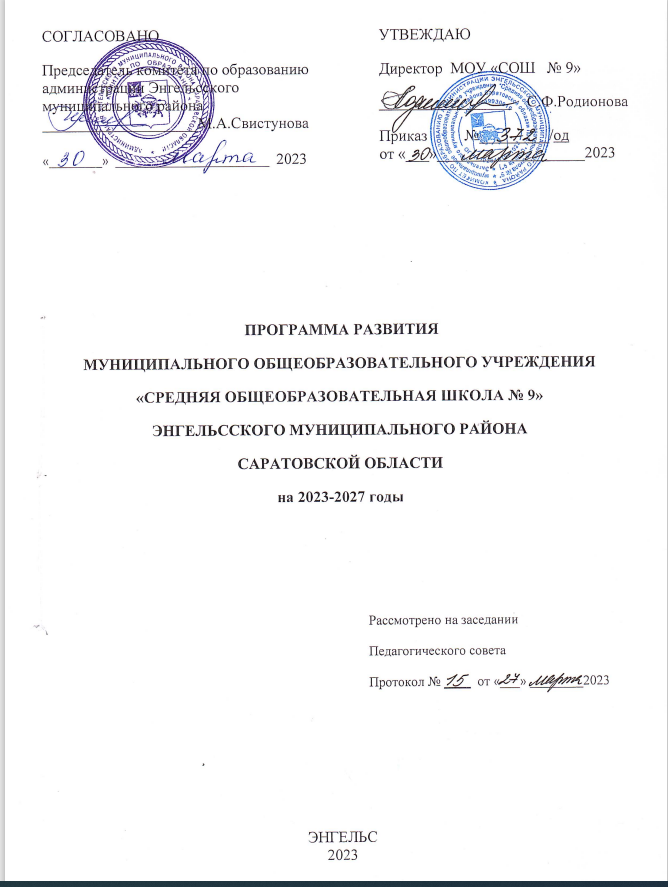 СОГЛАСОВАНО
Председатель комитета по образованию
администрации Энгельсского
муниципального района
М.А.Свистунова
«30» марта 2023
УТВЕРЖДАЮ
Директор МОУ «СОШ № 9»
С.Ф.Родионова
Приказ № 372 /од
от «30» марта 2023
ПРОГРАММА РАЗВИТИЯ
МУНИЦИПАЛЬНОГО ОБЩЕОБРАЗОВАТЕЛЬНОГО УЧРЕЖДЕНИЯ
«СРЕДНЯЯ ОБЩЕОБРАЗОВАТЕЛЬНАЯ ШКОЛА № 9»
ЭНГЕЛЬССКОГО МУНИЦИПАЛЬНОГО РАЙОНА
САРАТОВСКОЙ ОБЛАСТИ
на 2023-2027 годы
Рассмотрено на заседании
Педагогического совета
Протокол № 15 от «27» марта 2023
ЭНГЕЛЬС
2023